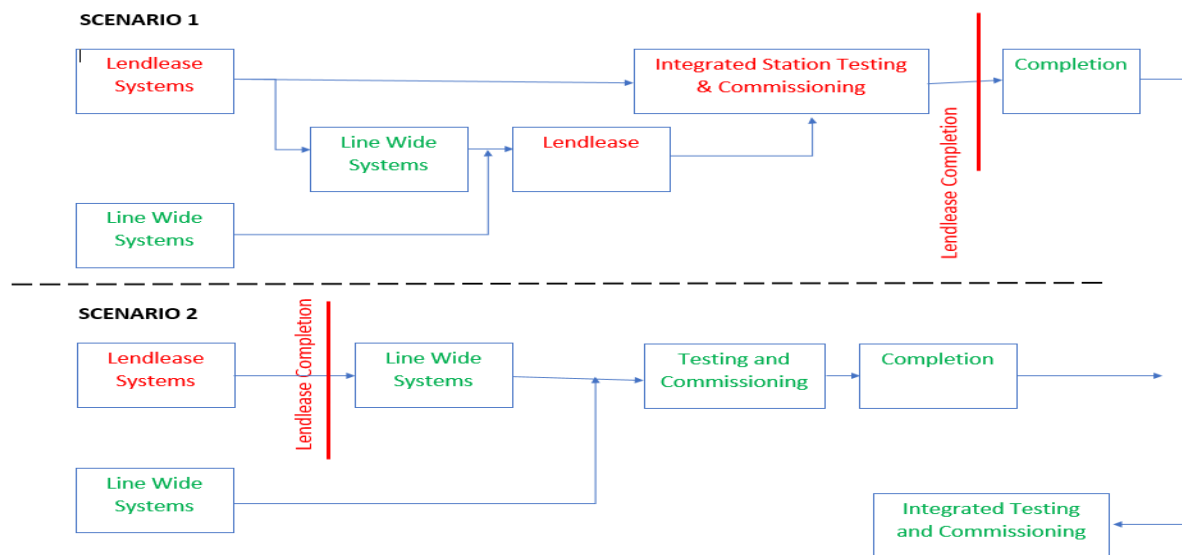 SCENARIO 1
Lendlease
Systems
Integrated Station Testing
& Commissioning
Completion
Line Wide
Systems
Lendlease
Lendlease Completion
Line Wide
Systems
SCENARIO 2
Lendlease
Systems
Lendlease Completion
Line Wide
Systems
Testing and
Commissioning
Completion
Line Wide
Systems
Integrated Testing
and Commissioning